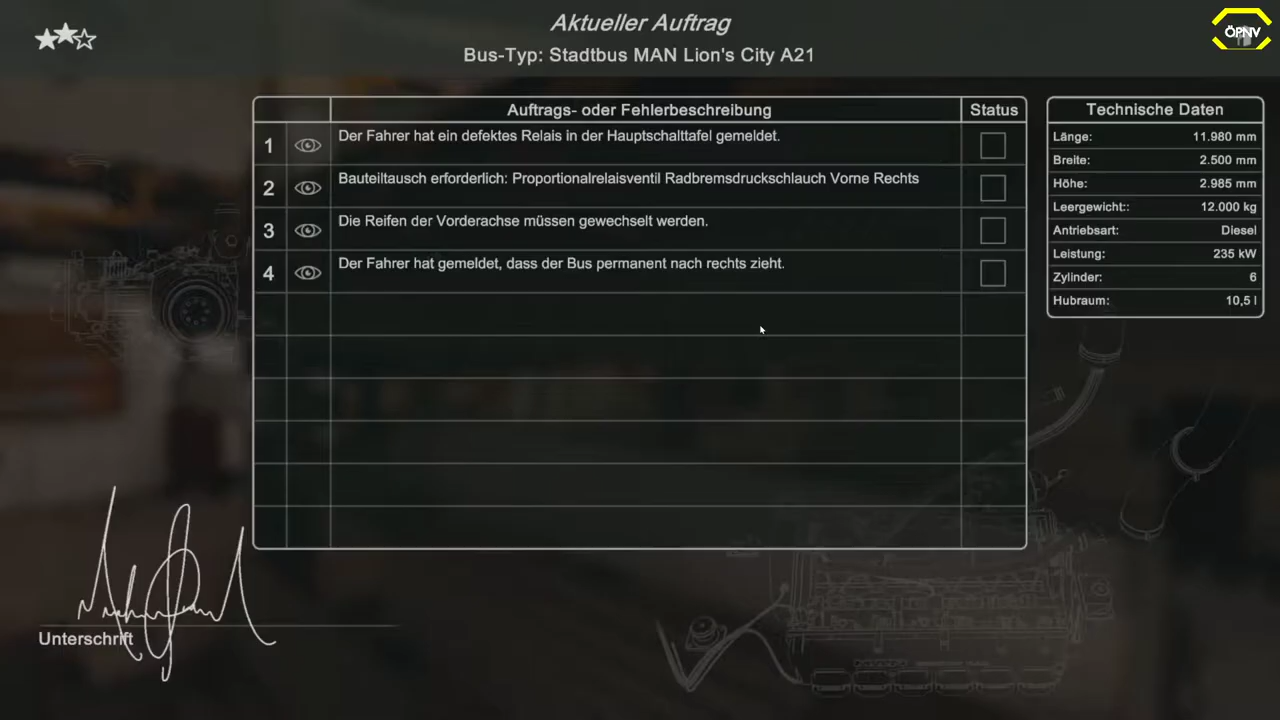 Aktueller Auftrag
Bus-Typ: Stadtbus MAN Lion's City A21
ÖPNV
Auftrags- oder Fehlerbeschreibung Status
1 Der Fahrer hat ein defektes Relais in der Hauptschalttafel gemeldet.
2 Bauteiltausch erforderlich: Proportionalrelaisventil Radbremsdruckschlauch Vorne Rechts
3 Die Reifen der Vorderachse müssen gewechselt werden.
4 Der Fahrer hat gemeldet, dass der Bus permanent nach rechts zieht.
Technische Daten
Länge: 11.980 mm
Breite: 2.500 mm
Höhe: 2.985 mm
Leergewicht:: 12.000 kg
Antriebsart: Diesel
Leistung: 235 kW
Zylinder: 6
Hubraum: 10,5 l
Unterschrift